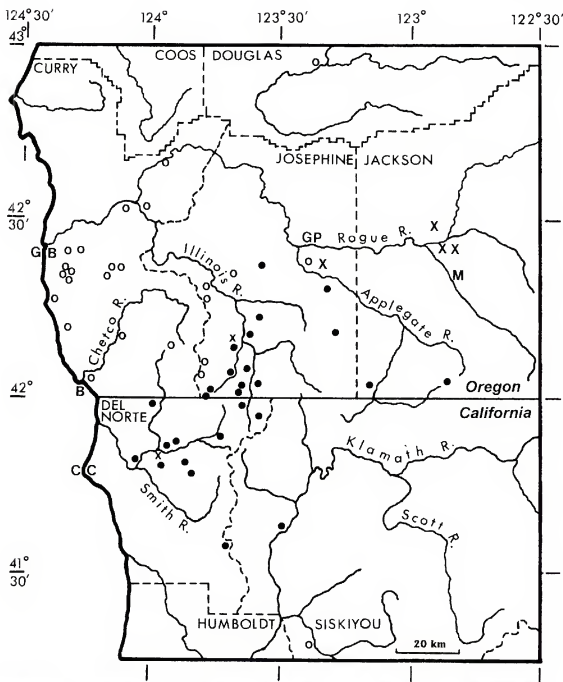 124°30' 124° 123°30' 123° 122°30'
43°
COOS DOUGLAS
CURRY
JOSEPHINE JACKSON
42°
30'
G B
GP Rogue R.
M
Illinois R.
Applegate R.
Chetco R.
B
42°
Oregon
DEL
NORTE
California
Klamath R.
C C
Smith R.
Scott R.
41°
30'
HUMBOLDT SISKIYOU
20 km